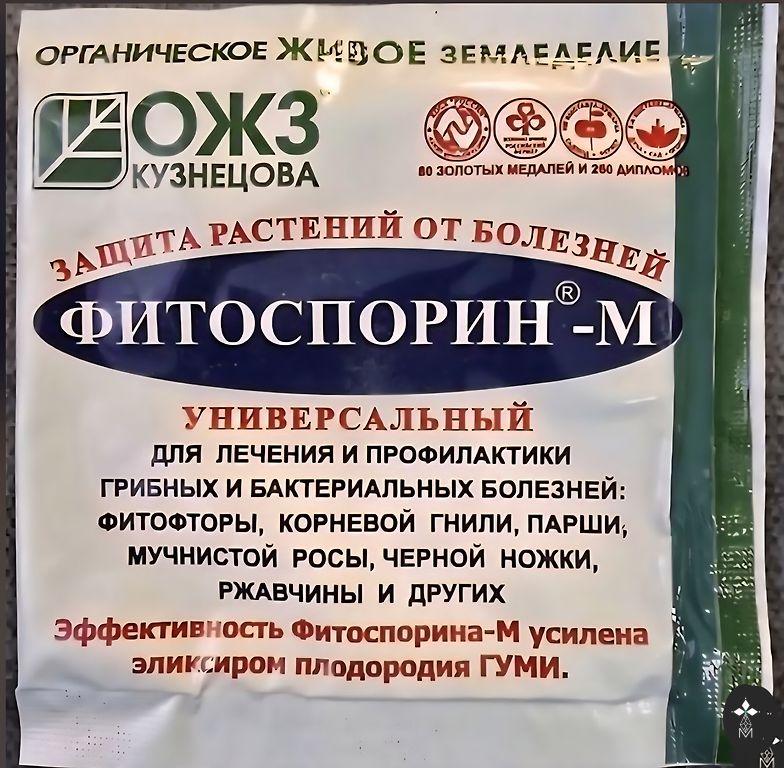 ОРГАНИЧЕСКОЕ ЖИВОЕ ЗЕМЛЕДЕЛИЕ
ОЖЗ
КУЗНЕЦОВА
80 ЗОЛОТЫХ МЕДАЛЕЙ И 260 ДИПЛОМОВ
ЗАЩИТА РАСТЕНИЙ ОТ БОЛЕЗНЕЙ
ФИТОСПОРИН®-М
УНИВЕРСАЛЬНЫЙ
ДЛЯ ЛЕЧЕНИЯ И ПРОФИЛАКТИКИ
ГРИБНЫХ И БАКТЕРИАЛЬНЫХ БОЛЕЗНЕЙ:
ФИТОФТОРЫ, КОРНЕВОЙ ГНИЛИ, ПАРШИ,
МУЧНИСТОЙ РОСЫ, ЧЕРНОЙ НОЖКИ,
РЖАВЧИНЫ И ДРУГИХ
Эффективность Фитоспорина-М усилена
эликсиром плодородия ГУМИ.